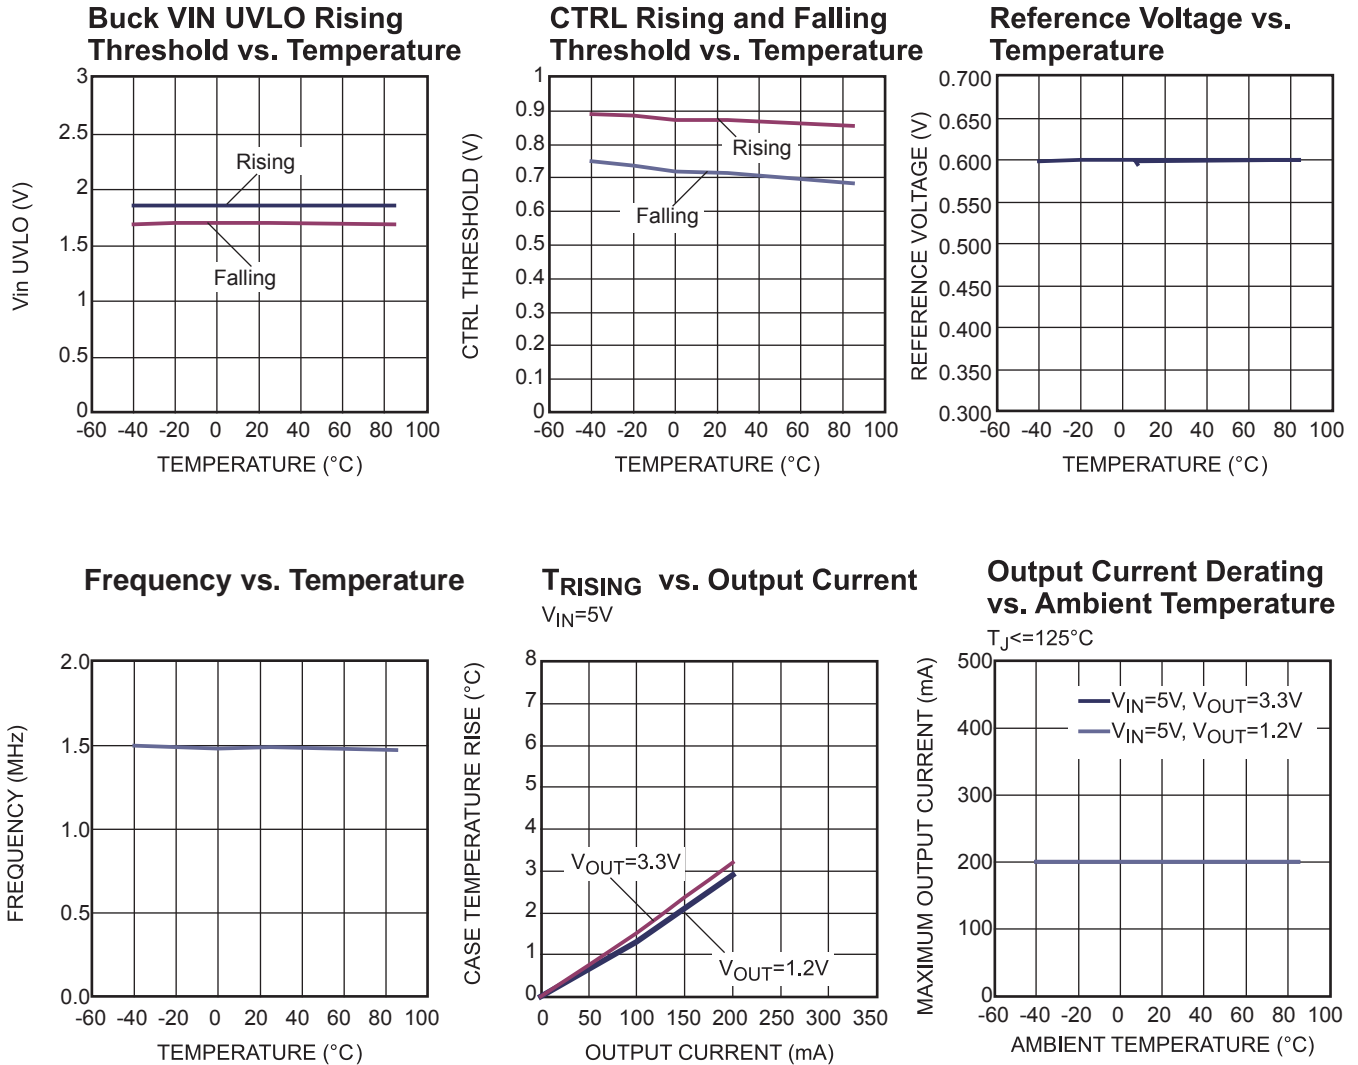 Buck VIN UVLO Rising
Threshold vs. Temperature
3
2.5
2
1.5
1
0.5
0
Vin UVLO (V)
Rising
Falling
-60 -40 -20 0 20 40 60 80 100
TEMPERATURE (°C)
CTRL Rising and Falling
Threshold vs. Temperature
1
0.9
0.8
0.7
0.6
0.5
0.4
0.3
0.2
0.1
0
CTRL THRESHOLD (V)
Rising
Falling
-60 -40 -20 0 20 40 60 80 100
TEMPERATURE (°C)
Reference Voltage vs.
Temperature
0.700
0.650
0.600
0.550
0.500
0.450
0.400
0.350
0.300
REFERENCE VOLTAGE (V)
-60 -40 -20 0 20 40 60 80 100
TEMPERATURE (°C)
Frequency vs. Temperature
2.0
1.5
1.0
0.5
0.0
FREQUENCY (MHz)
-60 -40 -20 0 20 40 60 80 100
TEMPERATURE (°C)
TRISING vs. Output Current
VIN=5V
8
7
6
5
4
3
2
1
0
CASE TEMPERATURE RISE (°C)
VOUT=3.3V
VOUT=1.2V
0 50 100 150 200 250 300 350
OUTPUT CURRENT (mA)
Output Current Derating
vs. Ambient Temperature
TJ<=125°C
500
400
300
200
100
0
MAXIMUM OUTPUT CURRENT (mA)
VIN=5V, VOUT=3.3V
VIN=5V, VOUT=1.2V
-60 -40 -20 0 20 40 60 80 100
AMBIENT TEMPERATURE (°C)